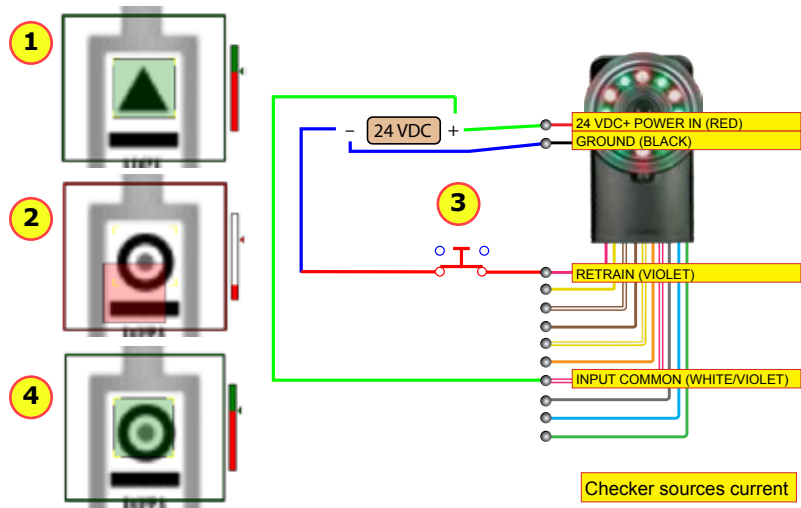 1
2
4
3
− 24 VDC +
24 VDC+ POWER IN (RED)
GROUND (BLACK)
RETRAIN (VIOLET)
INPUT COMMON (WHITE/VIOLET)
Checker sources current